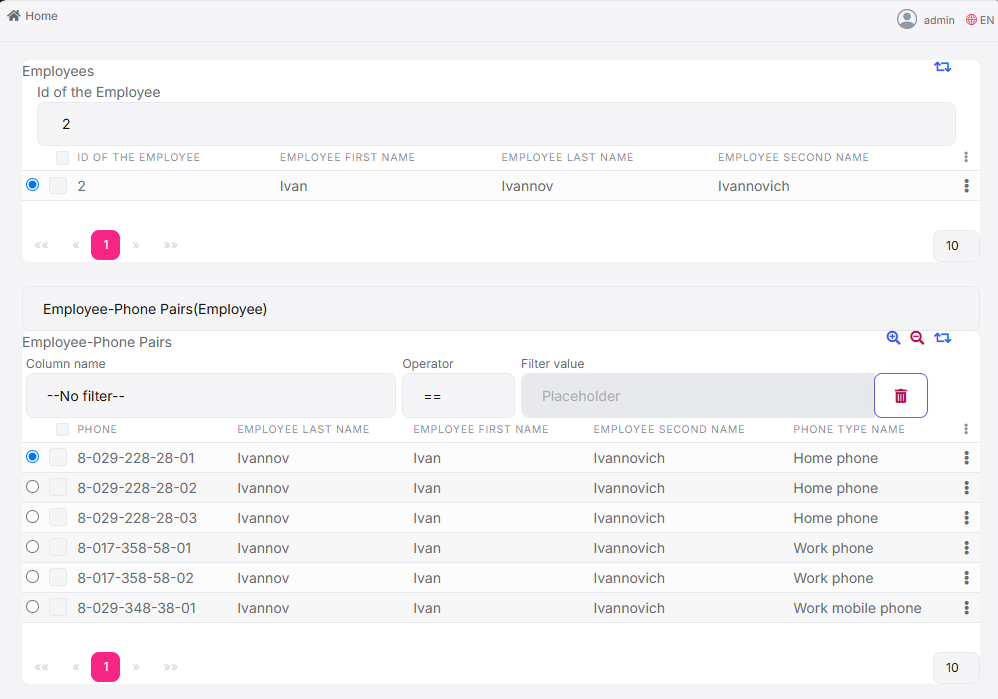 Home
admin EN
Employees
Id of the Employee
2
ID OF THE EMPLOYEE EMPLOYEE FIRST NAME EMPLOYEE LAST NAME EMPLOYEE SECOND NAME
2 Ivan Ivannov Ivannovich
«« « 1 » »» 10
Employee-Phone Pairs(Employee)
Employee-Phone Pairs
Column name Operator Filter value
--No filter-- == Placeholder
PHONE EMPLOYEE LAST NAME EMPLOYEE FIRST NAME EMPLOYEE SECOND NAME PHONE TYPE NAME
8-029-228-28-01 Ivannov Ivan Ivannovich Home phone
8-029-228-28-02 Ivannov Ivan Ivannovich Home phone
8-029-228-28-03 Ivannov Ivan Ivannovich Home phone
8-017-358-58-01 Ivannov Ivan Ivannovich Work phone
8-017-358-58-02 Ivannov Ivan Ivannovich Work phone
8-029-348-38-01 Ivannov Ivan Ivannovich Work mobile phone
«« « 1 » »» 10